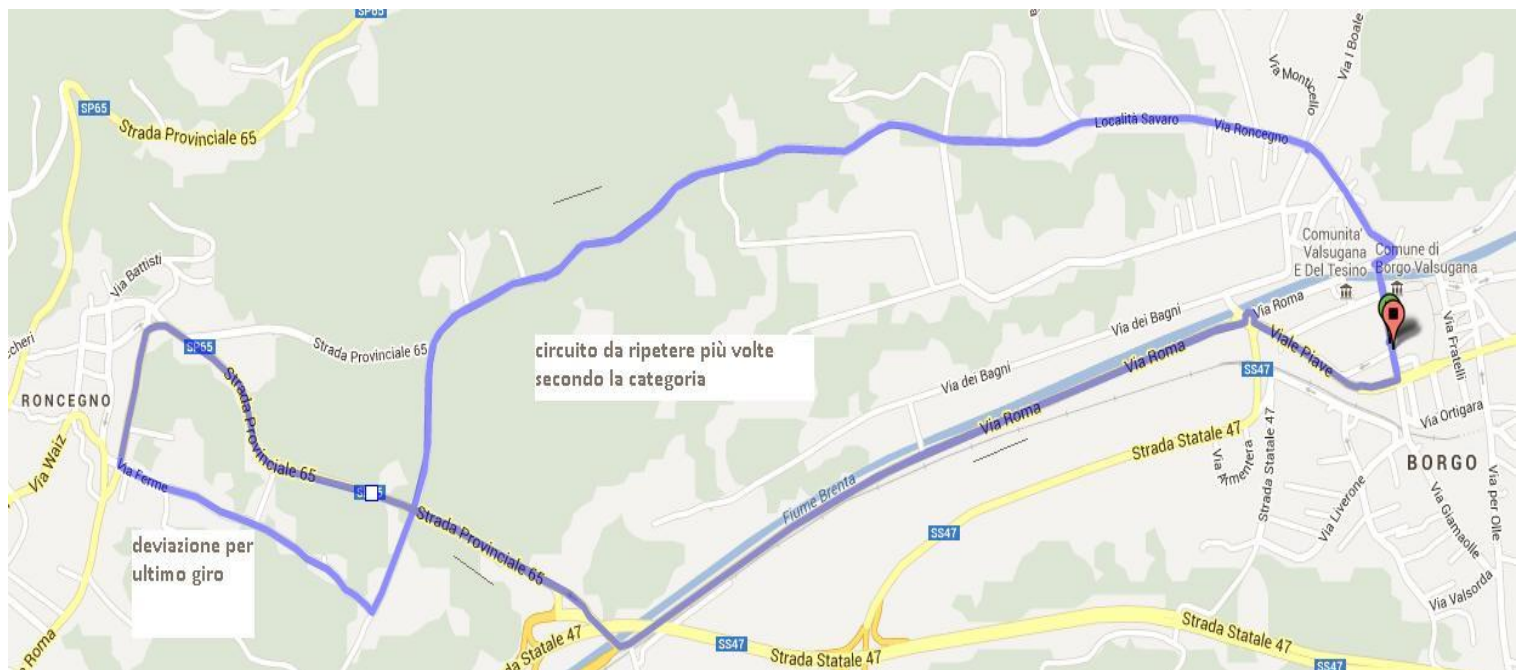 SP65
SP65
Strada Provinciale 65
Via Battisti
ccheri
SP65
Strada Provinciale 65
RONCEGNO
Strada Provinciale 65
Via Waiz
Via Ferme
Strada Provinciale 65
Via Roma
deviazione per
ultimo giro
circuito da ripetere più volte
secondo la categoria
Località Savaro
Via Roncegno
Via Monticello
Via I Boale
Comunita'
Valsugana
E Del Tesino
Comune di
Borgo Valsugana
Via Roma
Via dei Bagni
Via dei Bagni
Via Roma
Via Roma
Viale Piave
Via Fratelli
SS47
Via Ortigara
Fiume Brenta
Strada Statale 47
Via Armentera
Strada Statale 47
BORGO
Via Liverone
Via Giamaolle
Via per Olle
Via Valsorda
SS47
Strada Statale 47
SS47
Strada Statale 47
SS47
Strada Statale 47